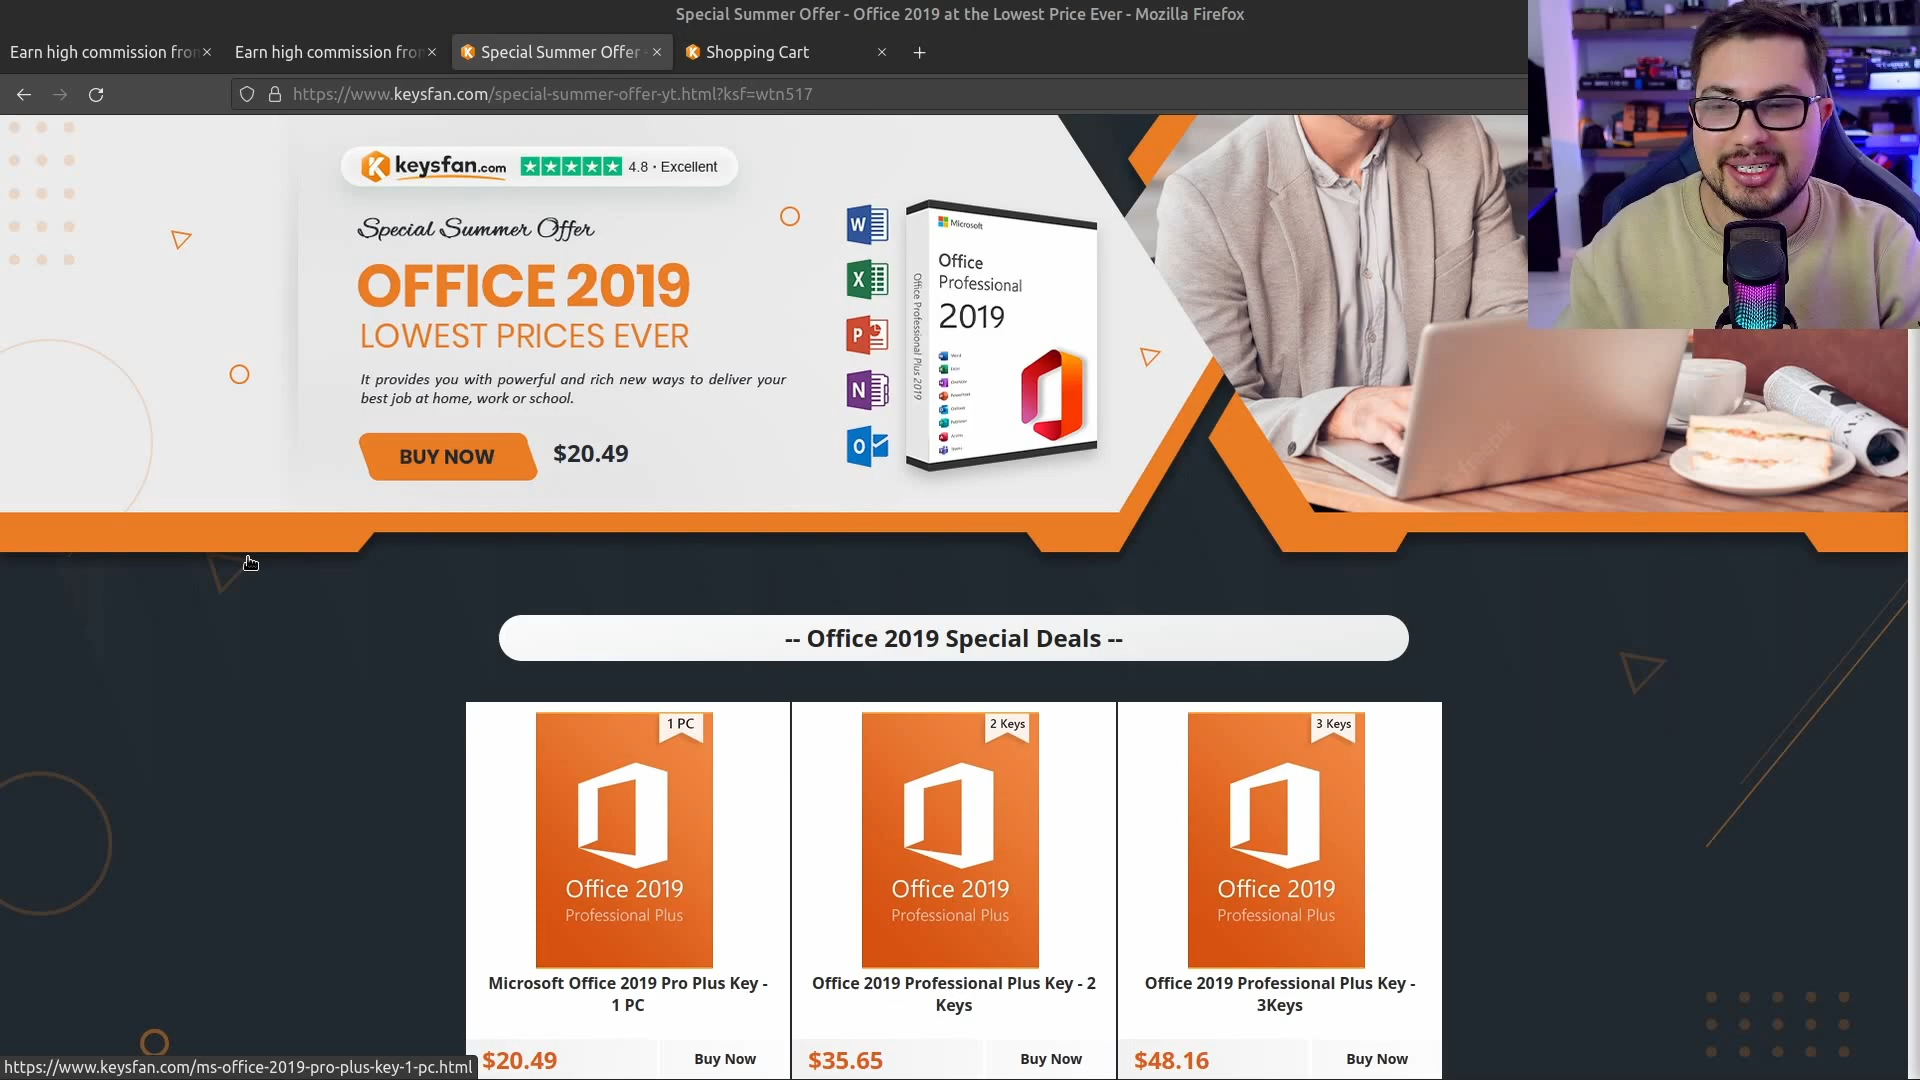 Special Summer Offer - Office 2019 at the Lowest Price Ever - Mozilla Firefox
Earn high commission fro
Earn high commission fro
Special Summer Offer
Shopping Cart
https://www.keysfan.com/special-summer-offer-yt.html?ksf=wtn517
keysfan.com
4.8 · Excellent
Special Summer Offer
OFFICE 2019
LOWEST PRICES EVER
It provides you with powerful and rich new ways to deliver your
best job at home, work or school.
BUY NOW
$20.49
W
X
P
N
O
Microsoft
Office
Professional
2019
Office Professional Plus 2019
-- Office 2019 Special Deals --
1 PC
Office 2019
Professional Plus
Microsoft Office 2019 Pro Plus Key -
1 PC
$20.49
Buy Now
2 Keys
Office 2019
Professional Plus
Office 2019 Professional Plus Key - 2
Keys
$35.65
Buy Now
3 Keys
Office 2019
Professional Plus
Office 2019 Professional Plus Key -
3Keys
$48.16
Buy Now
https://www.keysfan.com/ms-office-2019-pro-plus-key-1-pc.html